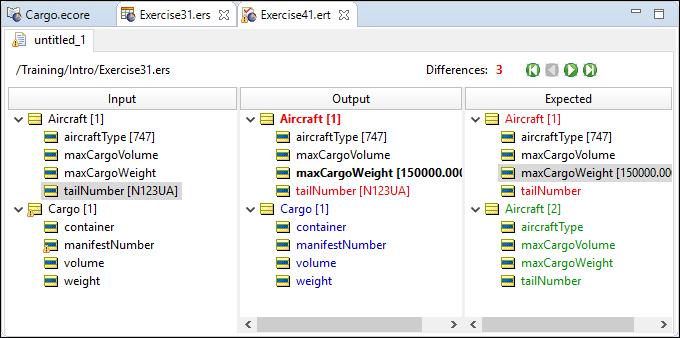 Cargo.ecore Exercise31.ers Exercise41.ert
untitled_1
/Training/Intro/Exercise31.ers Differences: 3
Input Output Expected
Aircraft [1] Aircraft [1] Aircraft [1]
aircraftType [747] aircraftType [747] aircraftType [747]
maxCargoVolume maxCargoVolume maxCargoVolume
maxCargoWeight maxCargoWeight [150000.000 maxCargoWeight [150000.00
tailNumber [N123UA] tailNumber [N123UA] tailNumber
Cargo [1] Cargo [1] Aircraft [2]
container container aircraftType
manifestNumber manifestNumber maxCargoVolume
volume volume maxCargoWeight
weight weight tailNumber